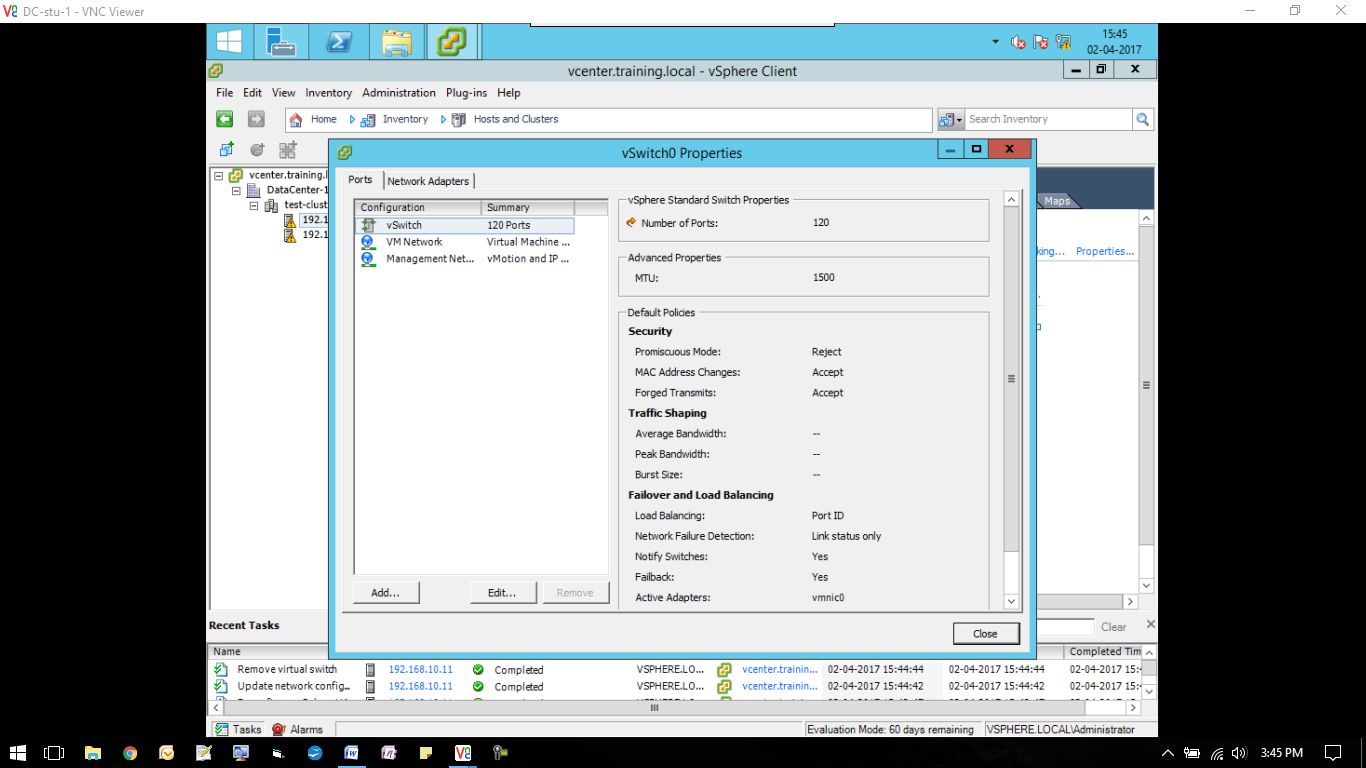 DC-stu-1 - VNC Viewer
15:45
02-04-2017
vcenter.training.local - vSphere Client
File Edit View Inventory Administration Plug-ins Help
Home Inventory Hosts and Clusters Search Inventory
vSwitch0 Properties
vcenter.training.l
DataCenter-1
test-clust
192.1
192.1
Maps
king... Properties...
Ports Network Adapters
Configuration Summary
vSwitch 120 Ports
VM Network Virtual Machine ...
Management Net... vMotion and IP ...
vSphere Standard Switch Properties
Number of Ports: 120
Advanced Properties
MTU: 1500
Default Policies
Security
Promiscuous Mode: Reject
MAC Address Changes: Accept
Forged Transmits: Accept
Traffic Shaping
Average Bandwidth: --
Peak Bandwidth: --
Burst Size: --
Failover and Load Balancing
Load Balancing: Port ID
Network Failure Detection: Link status only
Notify Switches: Yes
Failback: Yes
Active Adapters: vmnic0
Add... Edit... Remove
Close
Recent Tasks Clear
Name Completed Tim
Remove virtual switch 192.168.10.11 Completed VSPHERE.LO... vcenter.trainin... 02-04-2017 15:44:44 02-04-2017 15:44:44 02-04-2017 15:4
Update network config... 192.168.10.11 Completed VSPHERE.LO... vcenter.trainin... 02-04-2017 15:44:42 02-04-2017 15:44:42 02-04-2017 15:4
Tasks Alarms Evaluation Mode: 60 days remaining VSPHERE.LOCAL\Administrator
3:45 PM